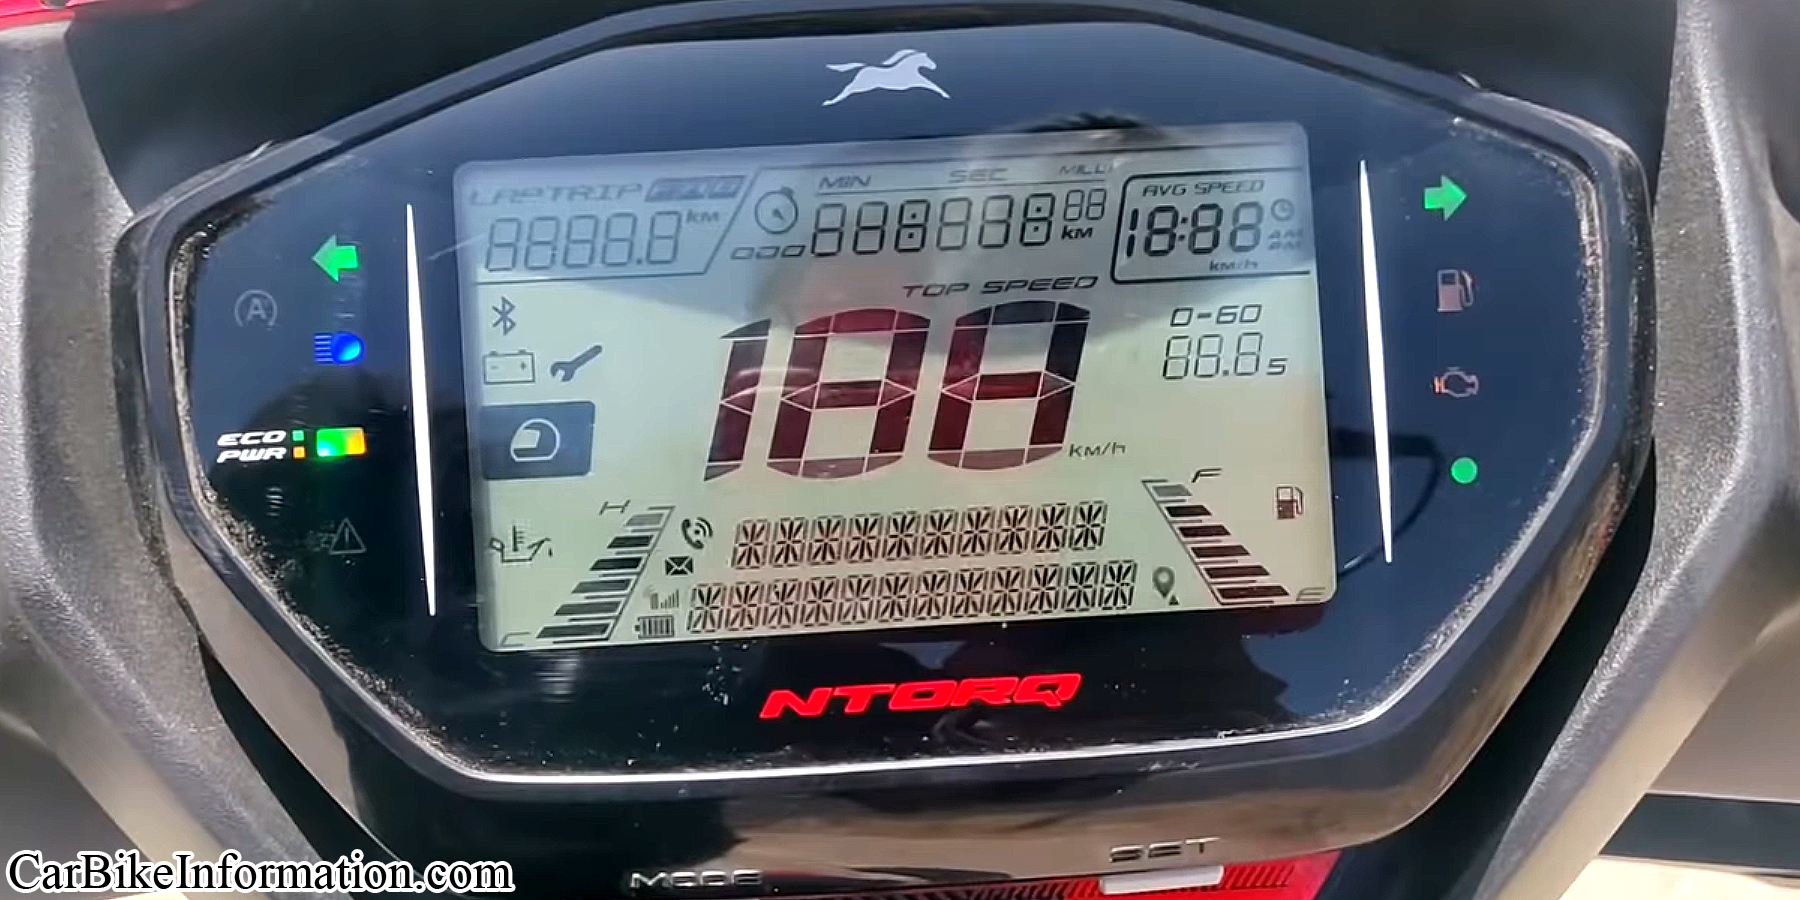 LAPTRIP
8888.8 KM
MIN SEC MILLI
888888:88 KM
AVG SPEED
18:88 AM PM
KM/H
TOP SPEED
188
KM/H
0-60
88.8s
A
ECO
PWR
H
C
F
E
NTORQ
MODE
SET
CarBikeInformation.com